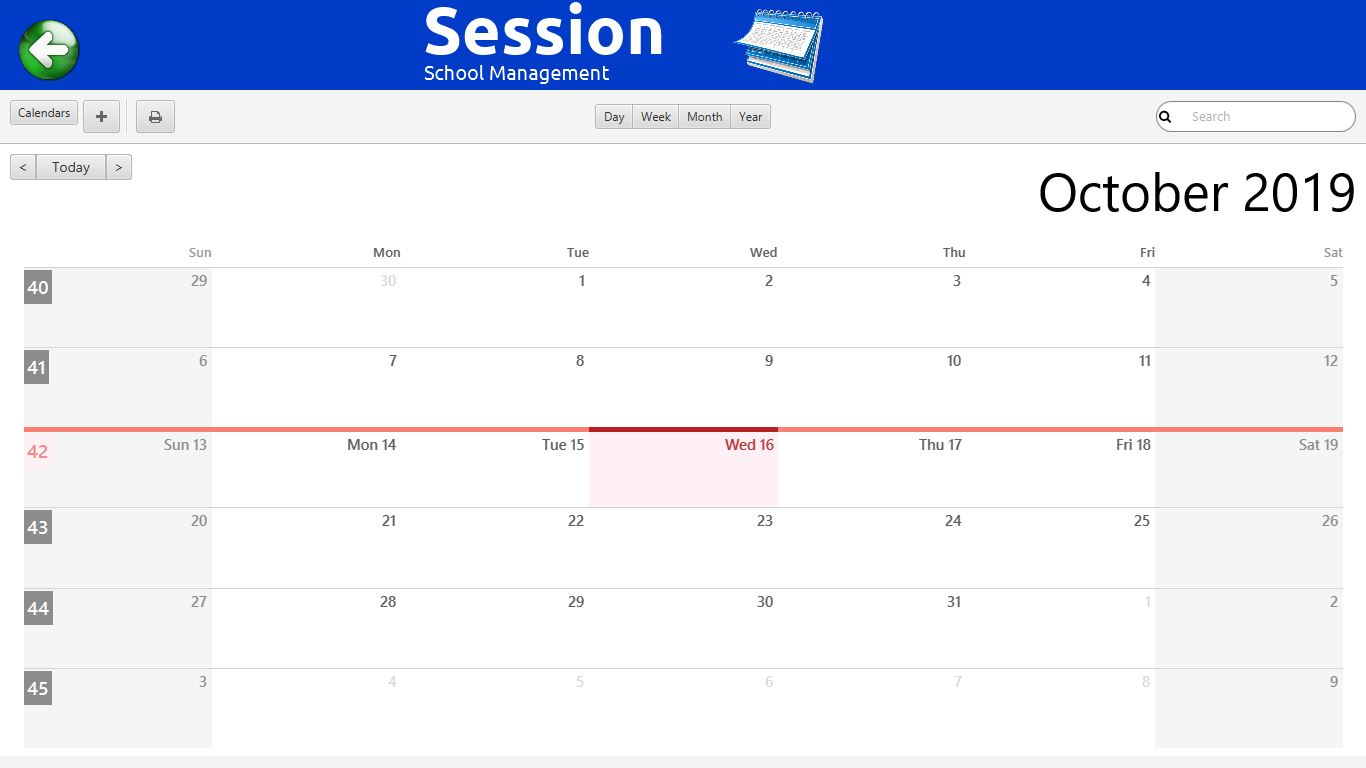 Session
School Management
Calendars + Day Week Month Year Search
< Today >
October 2019
Sun Mon Tue Wed Thu Fri Sat
40 29 30 1 2 3 4 5
41 6 7 8 9 10 11 12
42 Sun 13 Mon 14 Tue 15 Wed 16 Thu 17 Fri 18 Sat 19
43 20 21 22 23 24 25 26
44 27 28 29 30 31 1 2
45 3 4 5 6 7 8 9